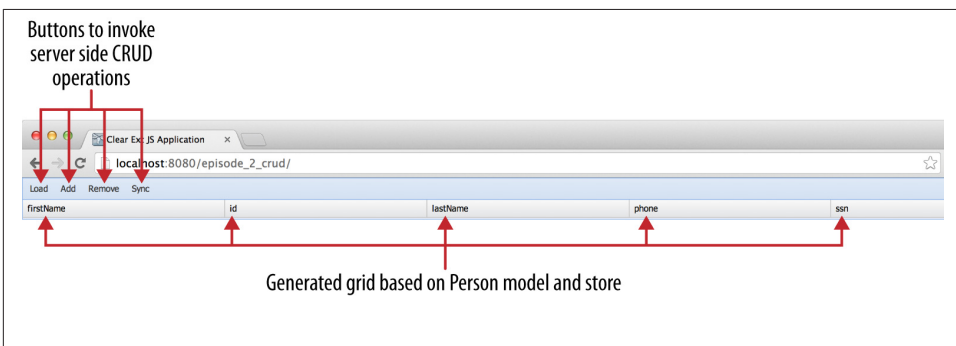 Buttons to invoke
server side CRUD
operations
Clear Ext JS Application ×
localhost:8080/episode_2_crud/
Load Add Remove Sync
firstName id lastName phone ssn
Generated grid based on Person model and store